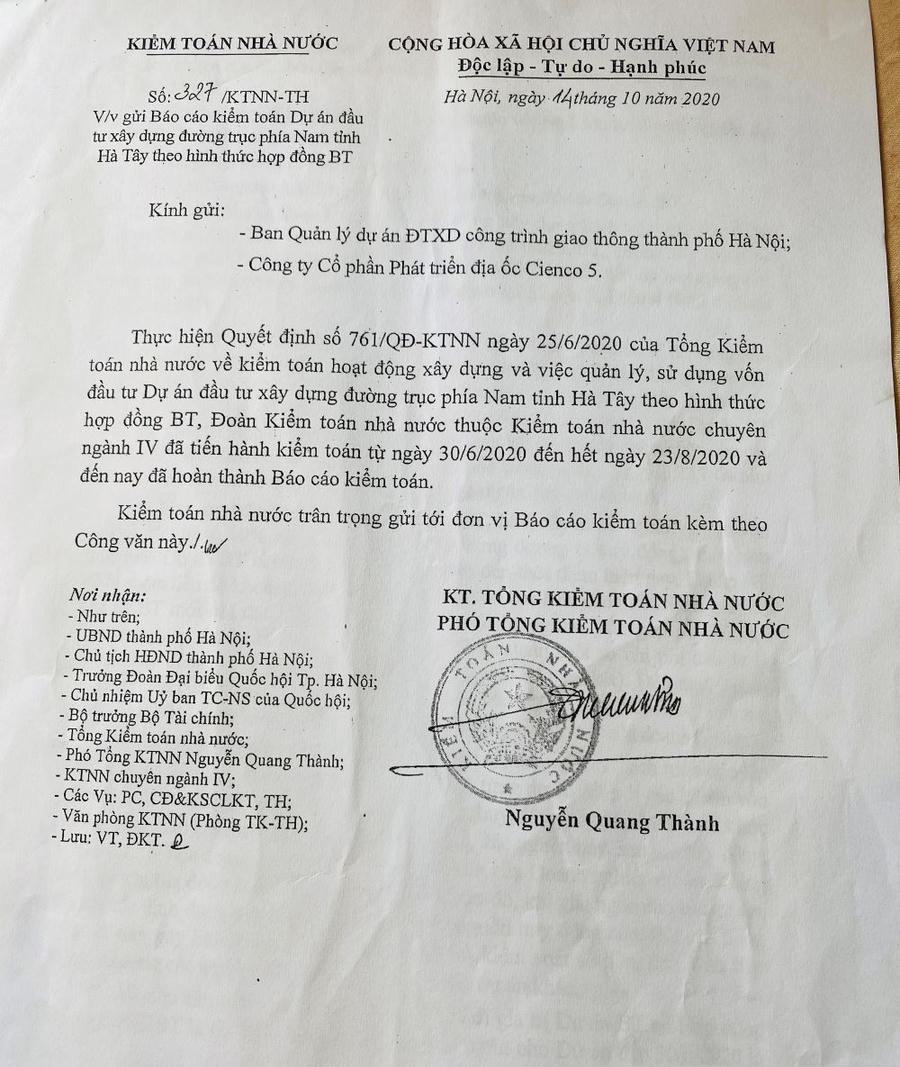 KIỂM TOÁN NHÀ NƯỚC
CỘNG HÒA XÃ HỘI CHỦ NGHĨA VIỆT NAM
Độc lập - Tự do - Hạnh phúc
Số: 327/KTNN-TH
Hà Nội, ngày 14 tháng 10 năm 2020
V/v gửi Báo cáo kiểm toán Dự án đầu
tư xây dựng đường trục phía Nam tỉnh
Hà Tây theo hình thức hợp đồng BT
Kính gửi:
- Ban Quản lý dự án ĐTXD công trình giao thông thành phố Hà Nội;
- Công ty Cổ phần Phát triển địa ốc Cienco 5.
Thực hiện Quyết định số 761/QĐ-KTNN ngày 25/6/2020 của Tổng Kiểm
toán nhà nước về kiểm toán hoạt động xây dựng và việc quản lý, sử dụng vốn
đầu tư Dự án đầu tư xây dựng đường trục phía Nam tỉnh Hà Tây theo hình thức
hợp đồng BT, Đoàn Kiểm toán nhà nước thuộc Kiểm toán nhà nước chuyên
ngành IV đã tiến hành kiểm toán từ ngày 30/6/2020 đến hết ngày 23/8/2020 và
đến nay đã hoàn thành Báo cáo kiểm toán.
Kiểm toán nhà nước trân trọng gửi tới đơn vị Báo cáo kiểm toán kèm theo
Công văn này./.
Nơi nhận:
- Như trên;
- UBND thành phố Hà Nội;
- Chủ tịch HĐND thành phố Hà Nội;
- Trưởng Đoàn Đại biểu Quốc hội Tp. Hà Nội;
- Chủ nhiệm Uỷ ban TC-NS của Quốc hội;
- Bộ trưởng Bộ Tài chính;
- Tổng Kiểm toán nhà nước;
- Phó Tổng KTNN Nguyễn Quang Thành;
- KTNN chuyên ngành IV;
- Các Vụ: PC, CĐ&KSCLKT, TH;
- Văn phòng KTNN (Phòng TK-TH);
- Lưu: VT, ĐKT.
KT. TỔNG KIỂM TOÁN NHÀ NƯỚC
PHÓ TỔNG KIỂM TOÁN NHÀ NƯỚC
KIỂM TOÁN NHÀ NƯỚC
Nguyễn Quang Thành